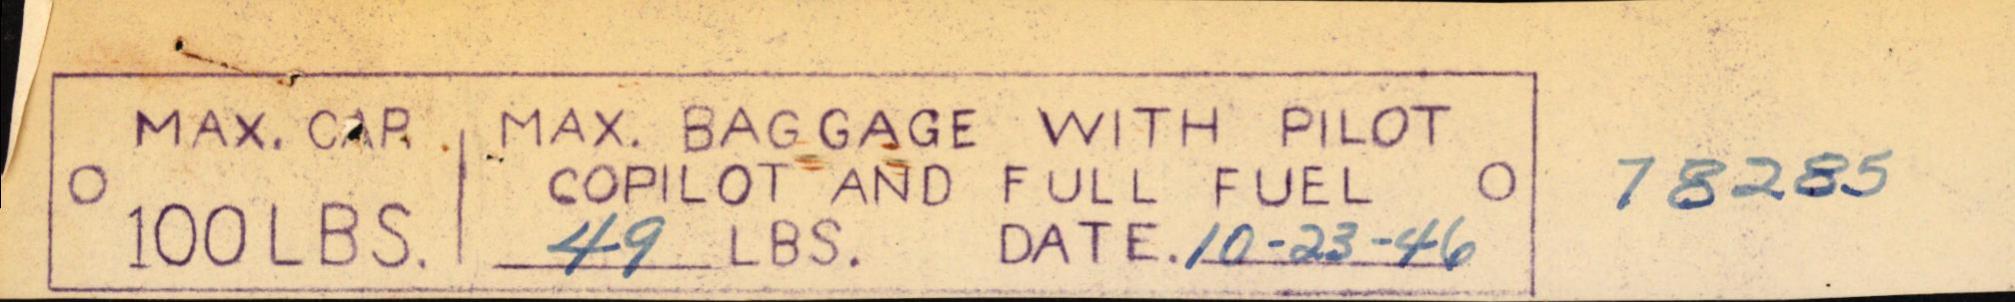 MAX. CAP.
100 LBS.
MAX. BAGGAGE WITH PILOT
COPILOT AND FULL FUEL
49 LBS. DATE. 10-23-46
78285